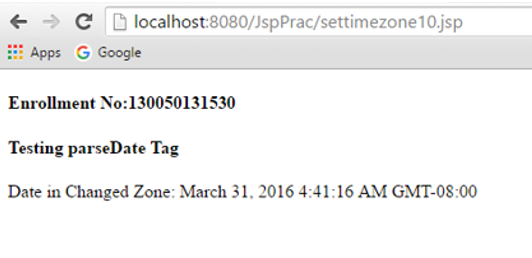 localhost:8080/JspPrac/settimezone10.jsp
Apps Google
Enrollment No:130050131530
Testing parseDate Tag
Date in Changed Zone: March 31, 2016 4:41:16 AM GMT-08:00